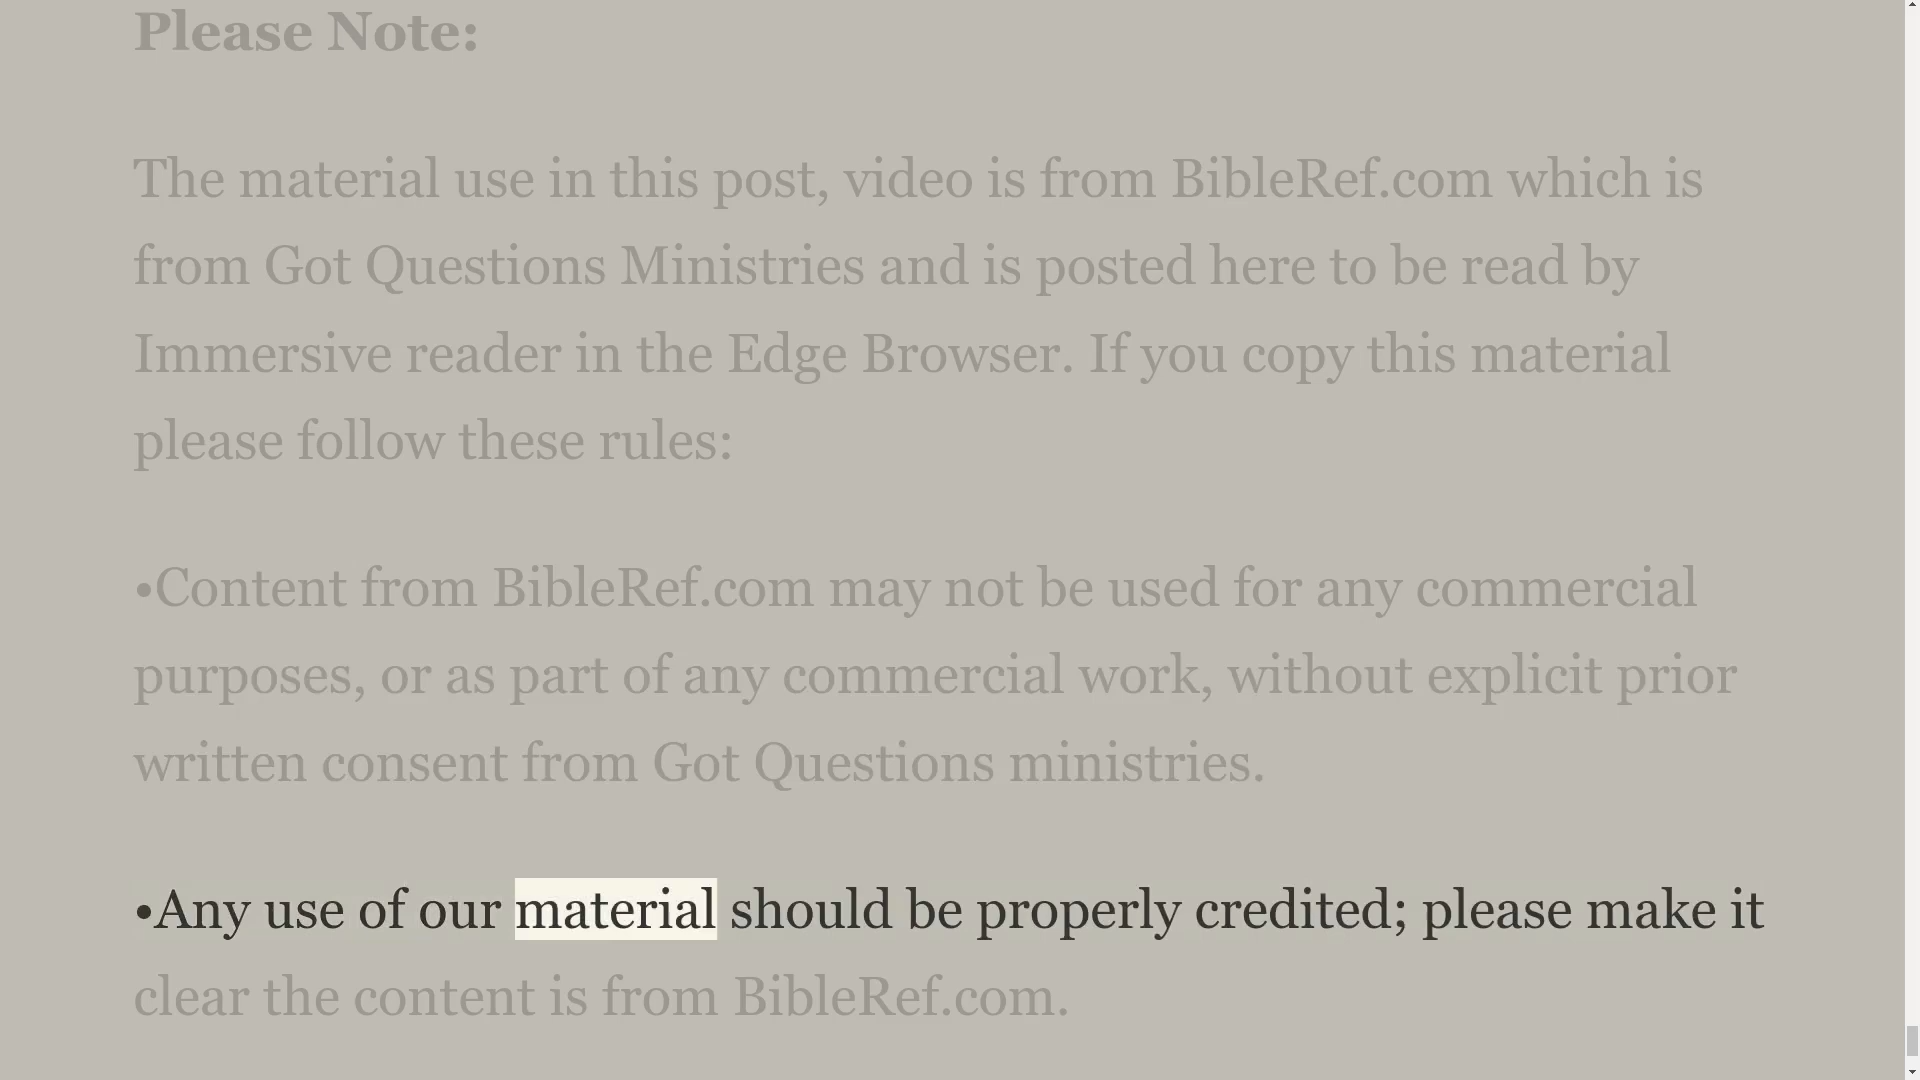 Please Note:
The material use in this post, video is from BibleRef.com which is
from Got Questions Ministries and is posted here to be read by
Immersive reader in the Edge Browser. If you copy this material
please follow these rules:
•Content from BibleRef.com may not be used for any commercial
purposes, or as part of any commercial work, without explicit prior
written consent from Got Questions ministries.
•Any use of our material should be properly credited; please make it
clear the content is from BibleRef.com.